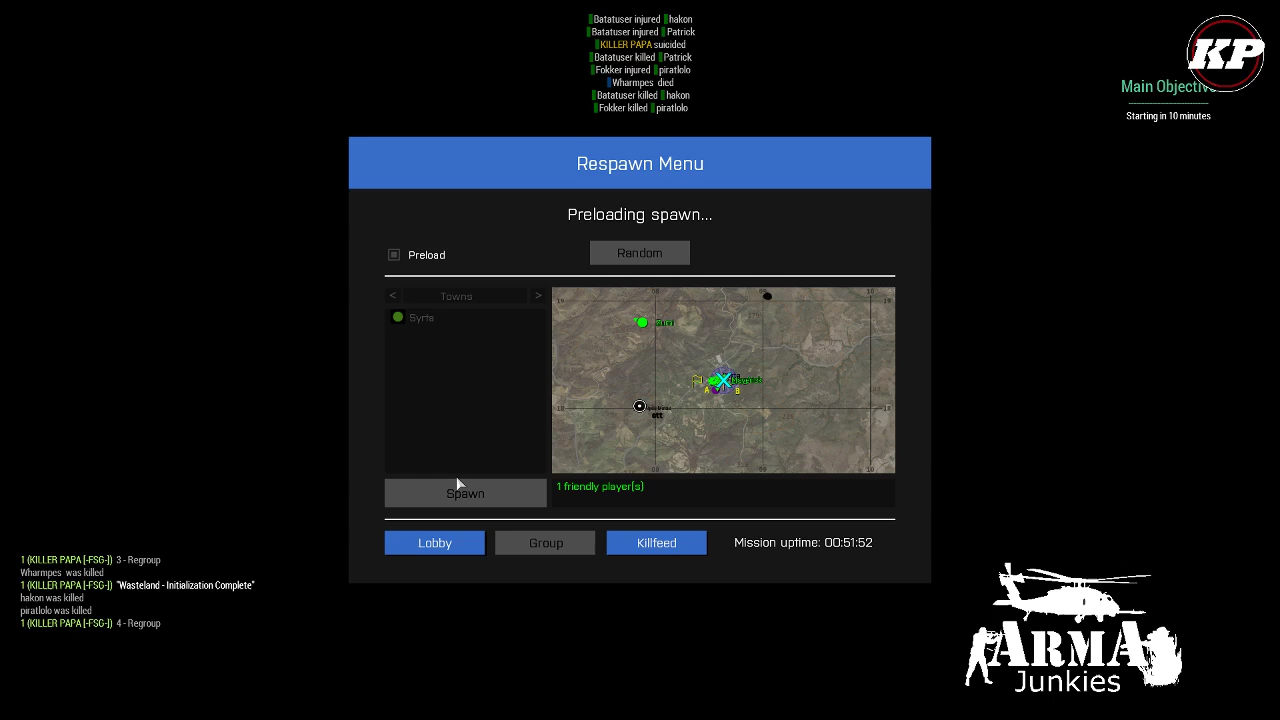 Batatuser injured hakon
Batatuser injured Patrick
KILLER PAPA suicided
Batatuser killed Patrick
Fokker injured piratlolo
Wharmpes died
Batatuser killed hakon
Fokker killed piratlolo
KP
Main Objective
Starting in 10 minutes
Respawn Menu
Preloading spawn...
Preload
Random
< Towns >
Syrta
A
B
Spawn
1 friendly player(s)
Lobby
Group
Killfeed
Mission uptime: 00:51:52
1 (KILLER PAPA [-FSG-]) 3 - Regroup
Wharmpes was killed
1 (KILLER PAPA [-FSG-]) "Wasteland - Initialization Complete"
hakon was killed
piratlolo was killed
1 (KILLER PAPA [-FSG-]) 4 - Regroup
ARMA
Junkies